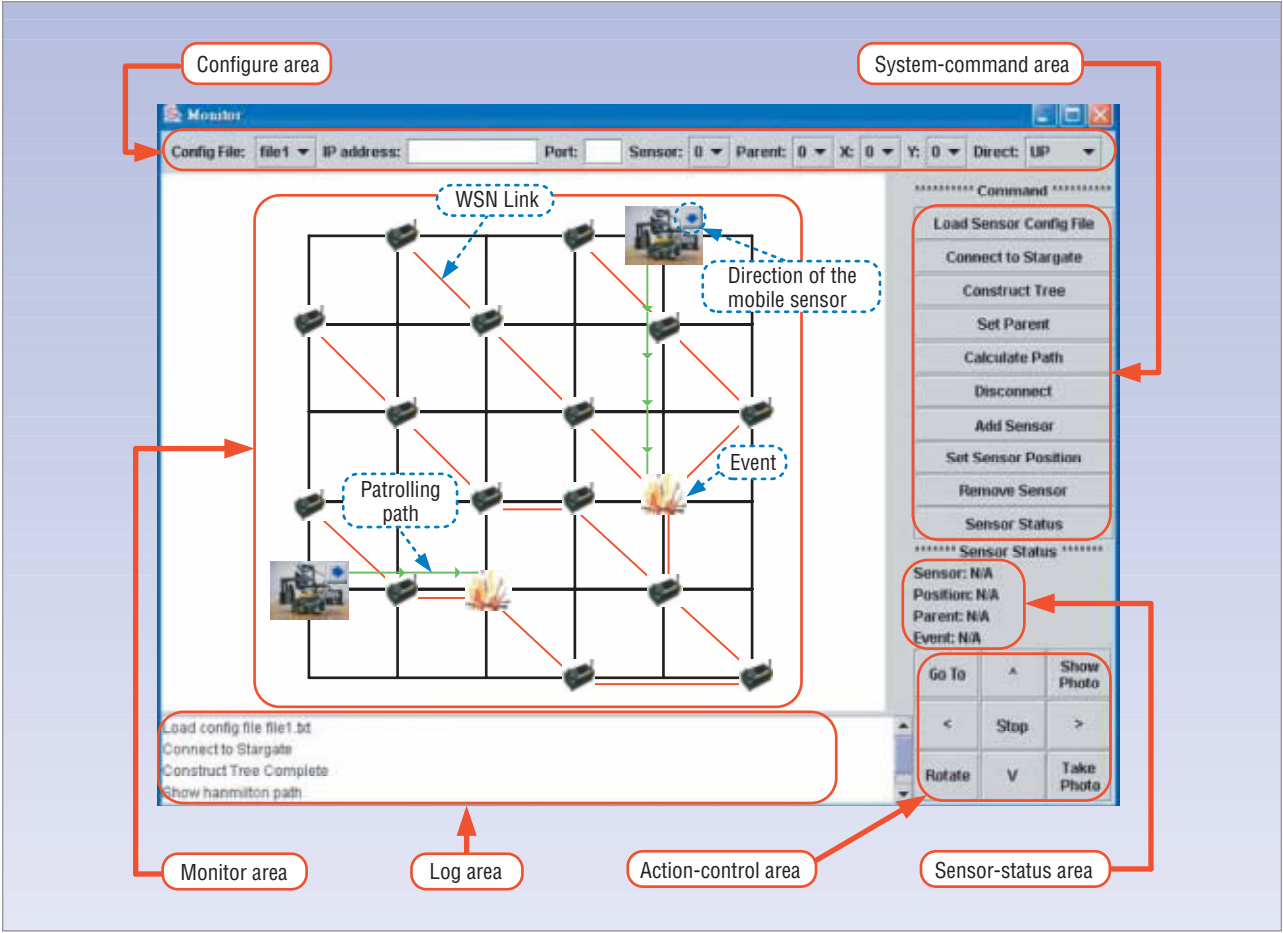 Configure area
System-command area
Monitor
Config File: file1 IP address: Port: Sensor: 0 Parent: 0 X: 0 Y: 0 Direct: UP
********** Command **********
WSN Link
Direction of the
mobile sensor
Event
Patrolling
path
Load Sensor Config File
Connect to Stargate
Construct Tree
Set Parent
Calculate Path
Disconnect
Add Sensor
Set Sensor Position
Remove Sensor
Sensor Status
******* Sensor Status *******
Sensor: N/A
Position: N/A
Parent: N/A
Event: N/A
Go To ^ Show Photo
< Stop >
Rotate V Take Photo
Load config file file1.txt
Connect to Stargate
Construct Tree Complete
Show hanmilton path
Monitor area
Log area
Action-control area
Sensor-status area